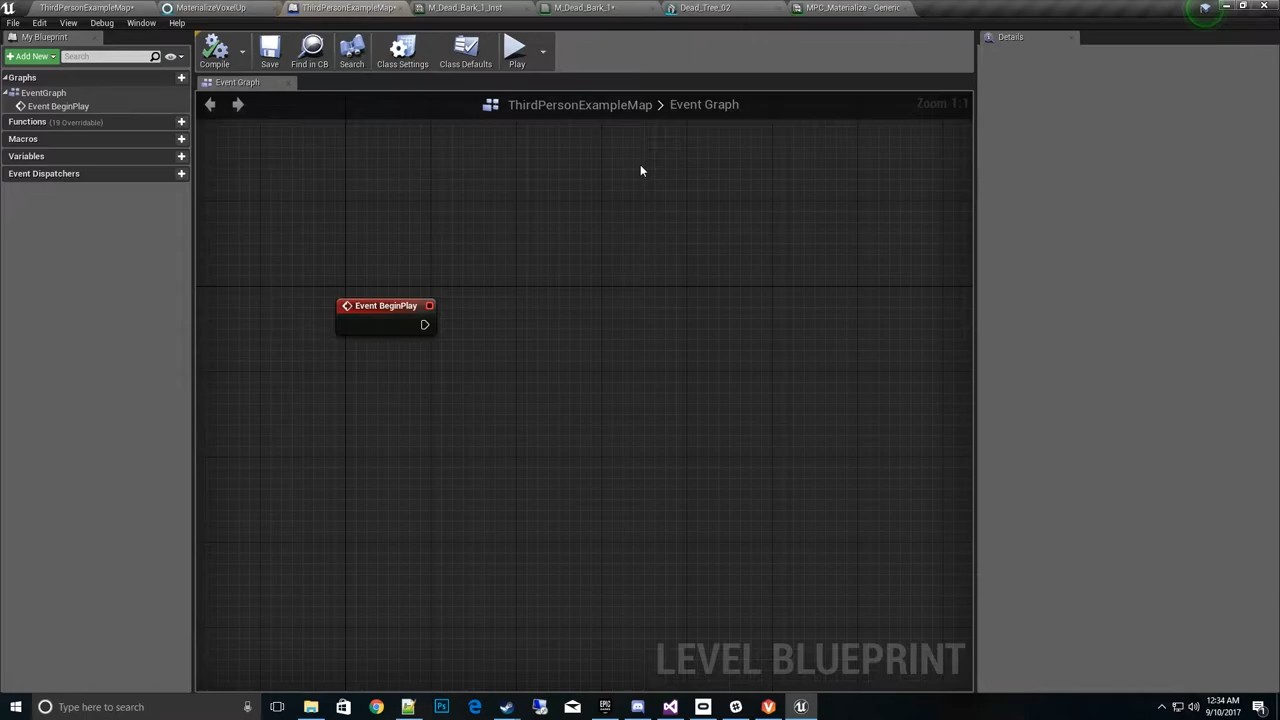 ThirdPersonExampleMap*
MaterializeVoxelUp
ThirdPersonExampleMap*
M_Dead_Bark_1_Inst
M_Dead_Bark_1*
Dead_Tree_02
MPC_Materialize - Generic
File Edit View Debug Window Help
My Blueprint
Add New
Search
Graphs
EventGraph
Event BeginPlay
Functions (19 Overridable)
Macros
Variables
Event Dispatchers
Compile
Save
Find in CB
Search
Class Settings
Class Defaults
Play
Event Graph
ThirdPersonExampleMap > Event Graph
Zoom 1:1
Event BeginPlay
LEVEL BLUEPRINT
Details
Type here to search
12:34 AM
9/10/2017